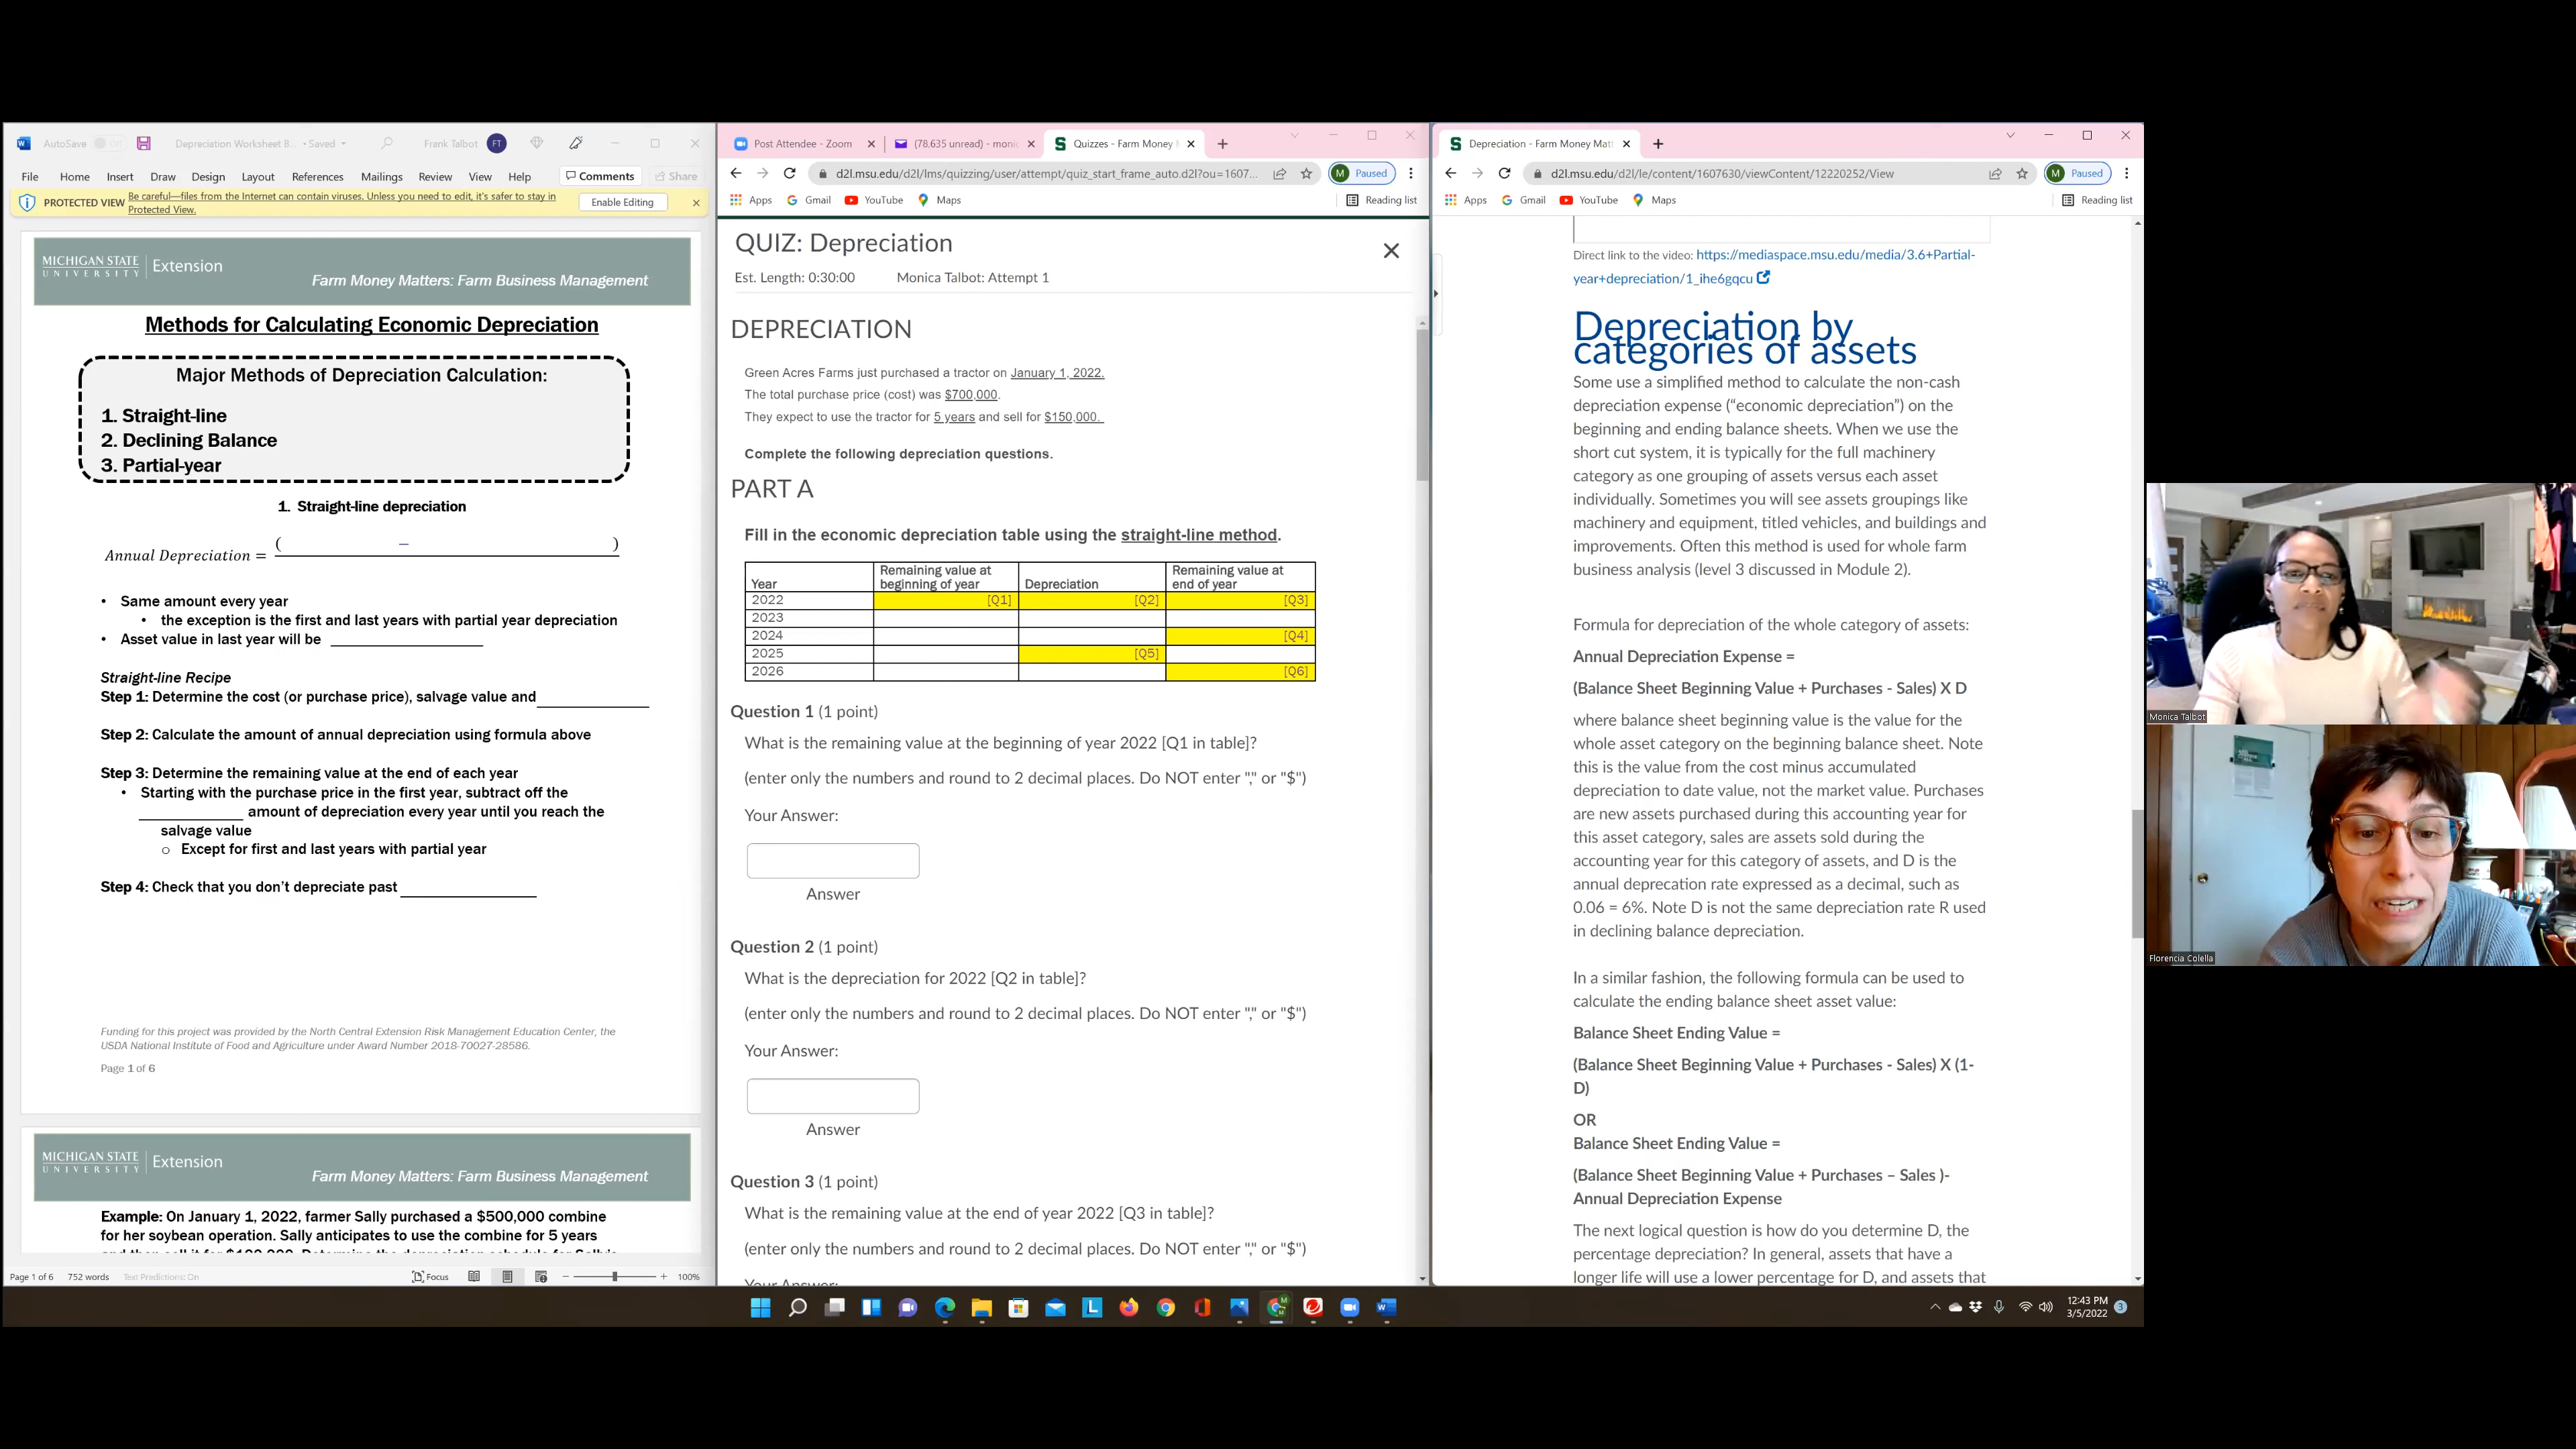 AutoSave
Depreciation Worksheet B... • Saved
Frank Talbot
FT
File Home Insert Draw Design Layout References Mailings Review View Help Comments Share
PROTECTED VIEW Be careful—files from the Internet can contain viruses. Unless you need to edit, it's safer to stay in Protected View. Enable Editing
MICHIGAN STATE UNIVERSITY Extension
Farm Money Matters: Farm Business Management
Methods for Calculating Economic Depreciation
Major Methods of Depreciation Calculation:
1. Straight-line
2. Declining Balance
3. Partial-year
1. Straight-line depreciation
Annual Depreciation = ( − )
• Same amount every year
• the exception is the first and last years with partial year depreciation
• Asset value in last year will be
Straight-line Recipe
Step 1: Determine the cost (or purchase price), salvage value and
Step 2: Calculate the amount of annual depreciation using formula above
Step 3: Determine the remaining value at the end of each year
• Starting with the purchase price in the first year, subtract off the
amount of depreciation every year until you reach the
salvage value
o Except for first and last years with partial year
Step 4: Check that you don't depreciate past
Funding for this project was provided by the North Central Extension Risk Management Education Center, the
USDA National Institute of Food and Agriculture under Award Number 2018-70027-28586.
Page 1 of 6
MICHIGAN STATE UNIVERSITY Extension
Farm Money Matters: Farm Business Management
Example: On January 1, 2022, farmer Sally purchased a $500,000 combine
for her soybean operation. Sally anticipates to use the combine for 5 years
Page 1 of 6 752 words Text Predictions: On Focus 100%
Post Attendee - Zoom
(78,635 unread) - monic
Quizzes - Farm Money M
d2l.msu.edu/d2l/lms/quizzing/user/attempt/quiz_start_frame_auto.d2l?ou=1607...
M Paused
Apps Gmail YouTube Maps Reading list
QUIZ: Depreciation
Est. Length: 0:30:00 Monica Talbot: Attempt 1
DEPRECIATION
Green Acres Farms just purchased a tractor on January 1, 2022.
The total purchase price (cost) was $700,000.
They expect to use the tractor for 5 years and sell for $150,000.
Complete the following depreciation questions.
PART A
Fill in the economic depreciation table using the straight-line method.
Year Remaining value at beginning of year Depreciation Remaining value at end of year
2022 [Q1] [Q2] [Q3]
2023
2024 [Q4]
2025 [Q5]
2026 [Q6]
Question 1 (1 point)
What is the remaining value at the beginning of year 2022 [Q1 in table]?
(enter only the numbers and round to 2 decimal places. Do NOT enter "," or "$")
Your Answer:
Answer
Question 2 (1 point)
What is the depreciation for 2022 [Q2 in table]?
(enter only the numbers and round to 2 decimal places. Do NOT enter "," or "$")
Your Answer:
Answer
Question 3 (1 point)
What is the remaining value at the end of year 2022 [Q3 in table]?
(enter only the numbers and round to 2 decimal places. Do NOT enter "," or "$")
Your Answer:
Depreciation - Farm Money Matt
d2l.msu.edu/d2l/le/content/1607630/viewContent/12220252/View
M Paused
Apps Gmail YouTube Maps Reading list
Direct link to the video: https://mediaspace.msu.edu/media/3.6+Partial-
year+depreciation/1_ihe6gqcu
Depreciation by
categories of assets
Some use a simplified method to calculate the non-cash
depreciation expense (“economic depreciation”) on the
beginning and ending balance sheets. When we use the
short cut system, it is typically for the full machinery
category as one grouping of assets versus each asset
individually. Sometimes you will see assets groupings like
machinery and equipment, titled vehicles, and buildings and
improvements. Often this method is used for whole farm
business analysis (level 3 discussed in Module 2).
Formula for depreciation of the whole category of assets:
Annual Depreciation Expense =
(Balance Sheet Beginning Value + Purchases - Sales) X D
where balance sheet beginning value is the value for the
whole asset category on the beginning balance sheet. Note
this is the value from the cost minus accumulated
depreciation to date value, not the market value. Purchases
are new assets purchased during this accounting year for
this asset category, sales are assets sold during the
accounting year for this category of assets, and D is the
annual deprecation rate expressed as a decimal, such as
0.06 = 6%. Note D is not the same depreciation rate R used
in declining balance depreciation.
In a similar fashion, the following formula can be used to
calculate the ending balance sheet asset value:
Balance Sheet Ending Value =
(Balance Sheet Beginning Value + Purchases - Sales) X (1-
D)
OR
Balance Sheet Ending Value =
(Balance Sheet Beginning Value + Purchases – Sales )-
Annual Depreciation Expense
The next logical question is how do you determine D, the
percentage depreciation? In general, assets that have a
longer life will use a lower percentage for D, and assets that
12:43 PM
3/5/2022
3
Monica Talbot
Florencia Colella